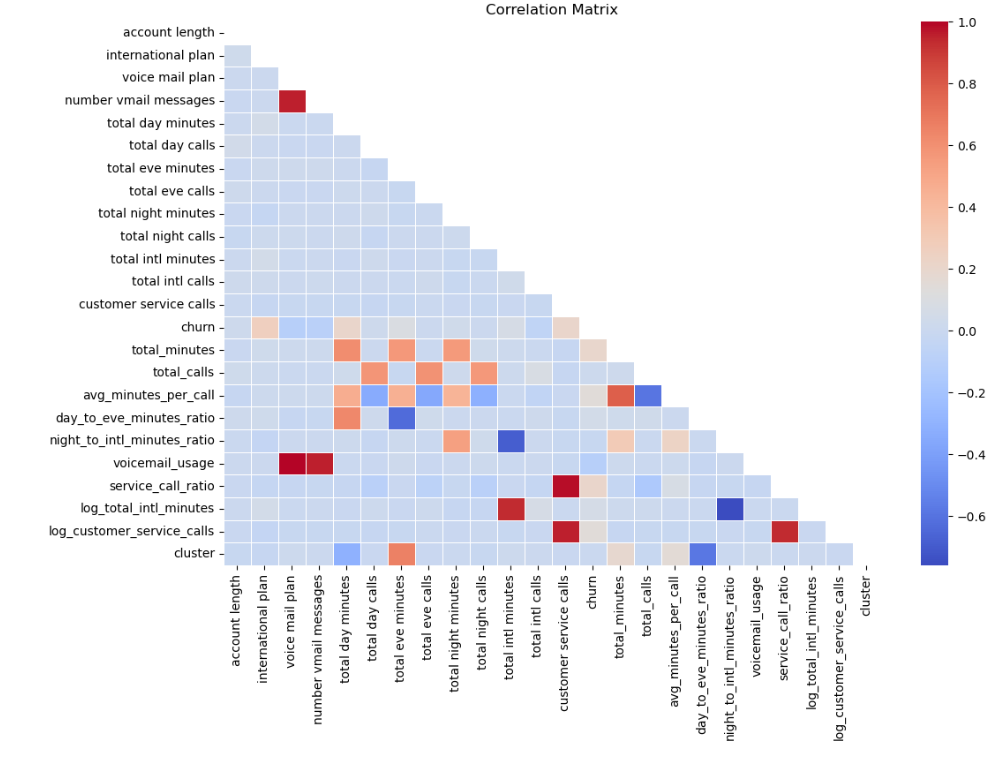 Correlation Matrix
account length
international plan
voice mail plan
number vmail messages
total day minutes
total day calls
total eve minutes
total eve calls
total night minutes
total night calls
total intl minutes
total intl calls
customer service calls
churn
total_minutes
total_calls
avg_minutes_per_call
day_to_eve_minutes_ratio
night_to_intl_minutes_ratio
voicemail_usage
service_call_ratio
log_total_intl_minutes
log_customer_service_calls
cluster
account length
international plan
voice mail plan
number vmail messages
total day minutes
total day calls
total eve minutes
total eve calls
total night minutes
total night calls
total intl minutes
total intl calls
customer service calls
churn
total_minutes
total_calls
avg_minutes_per_call
day_to_eve_minutes_ratio
night_to_intl_minutes_ratio
voicemail_usage
service_call_ratio
log_total_intl_minutes
log_customer_service_calls
cluster
1.0
0.8
0.6
0.4
0.2
0.0
−0.2
−0.4
−0.6